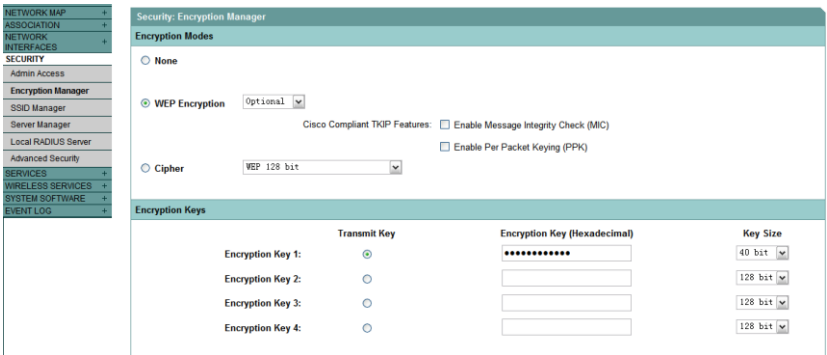 NETWORK MAP +
ASSOCIATION +
NETWORK INTERFACES +
SECURITY
Admin Access
Encryption Manager
SSID Manager
Server Manager
Local RADIUS Server
Advanced Security
SERVICES +
WIRELESS SERVICES +
SYSTEM SOFTWARE +
EVENT LOG +
Security: Encryption Manager
Encryption Modes
None
WEP Encryption Optional
Cisco Compliant TKIP Features: Enable Message Integrity Check (MIC)
Enable Per Packet Keying (PPK)
Cipher WEP 128 bit
Encryption Keys
Transmit Key Encryption Key (Hexadecimal) Key Size
Encryption Key 1: •••••••••••• 40 bit
Encryption Key 2: 128 bit
Encryption Key 3: 128 bit
Encryption Key 4: 128 bit